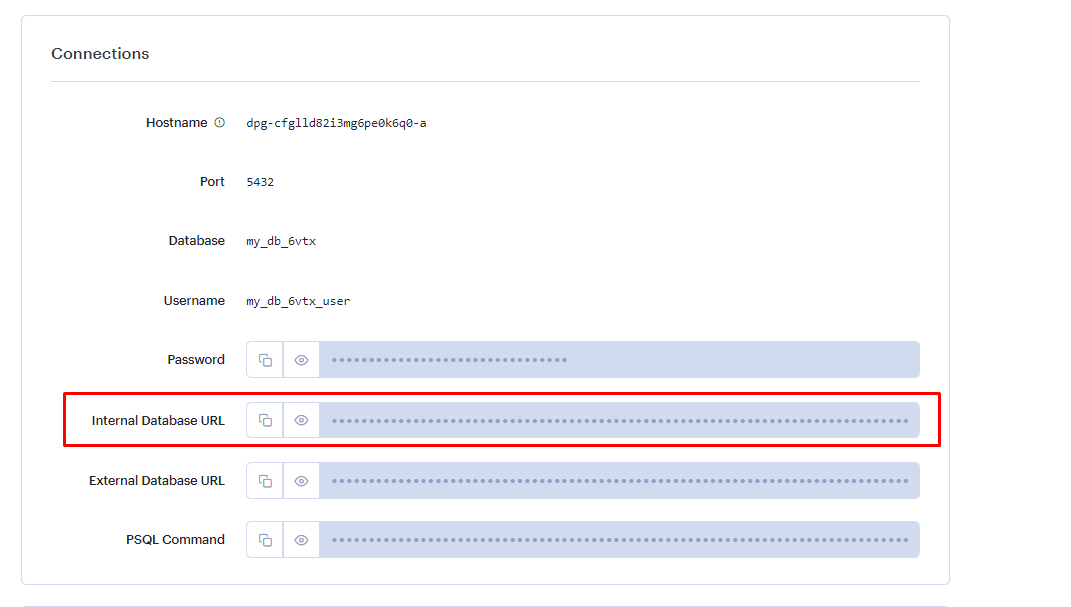 Connections
Hostname dpg-cfglld82i3mg6pe0k6q0-a
Port 5432
Database my_db_6vtx
Username my_db_6vtx_user
Password •••••••••••••••••••••••••••••••�
Internal Database URL
External Database URL
PSQL Command